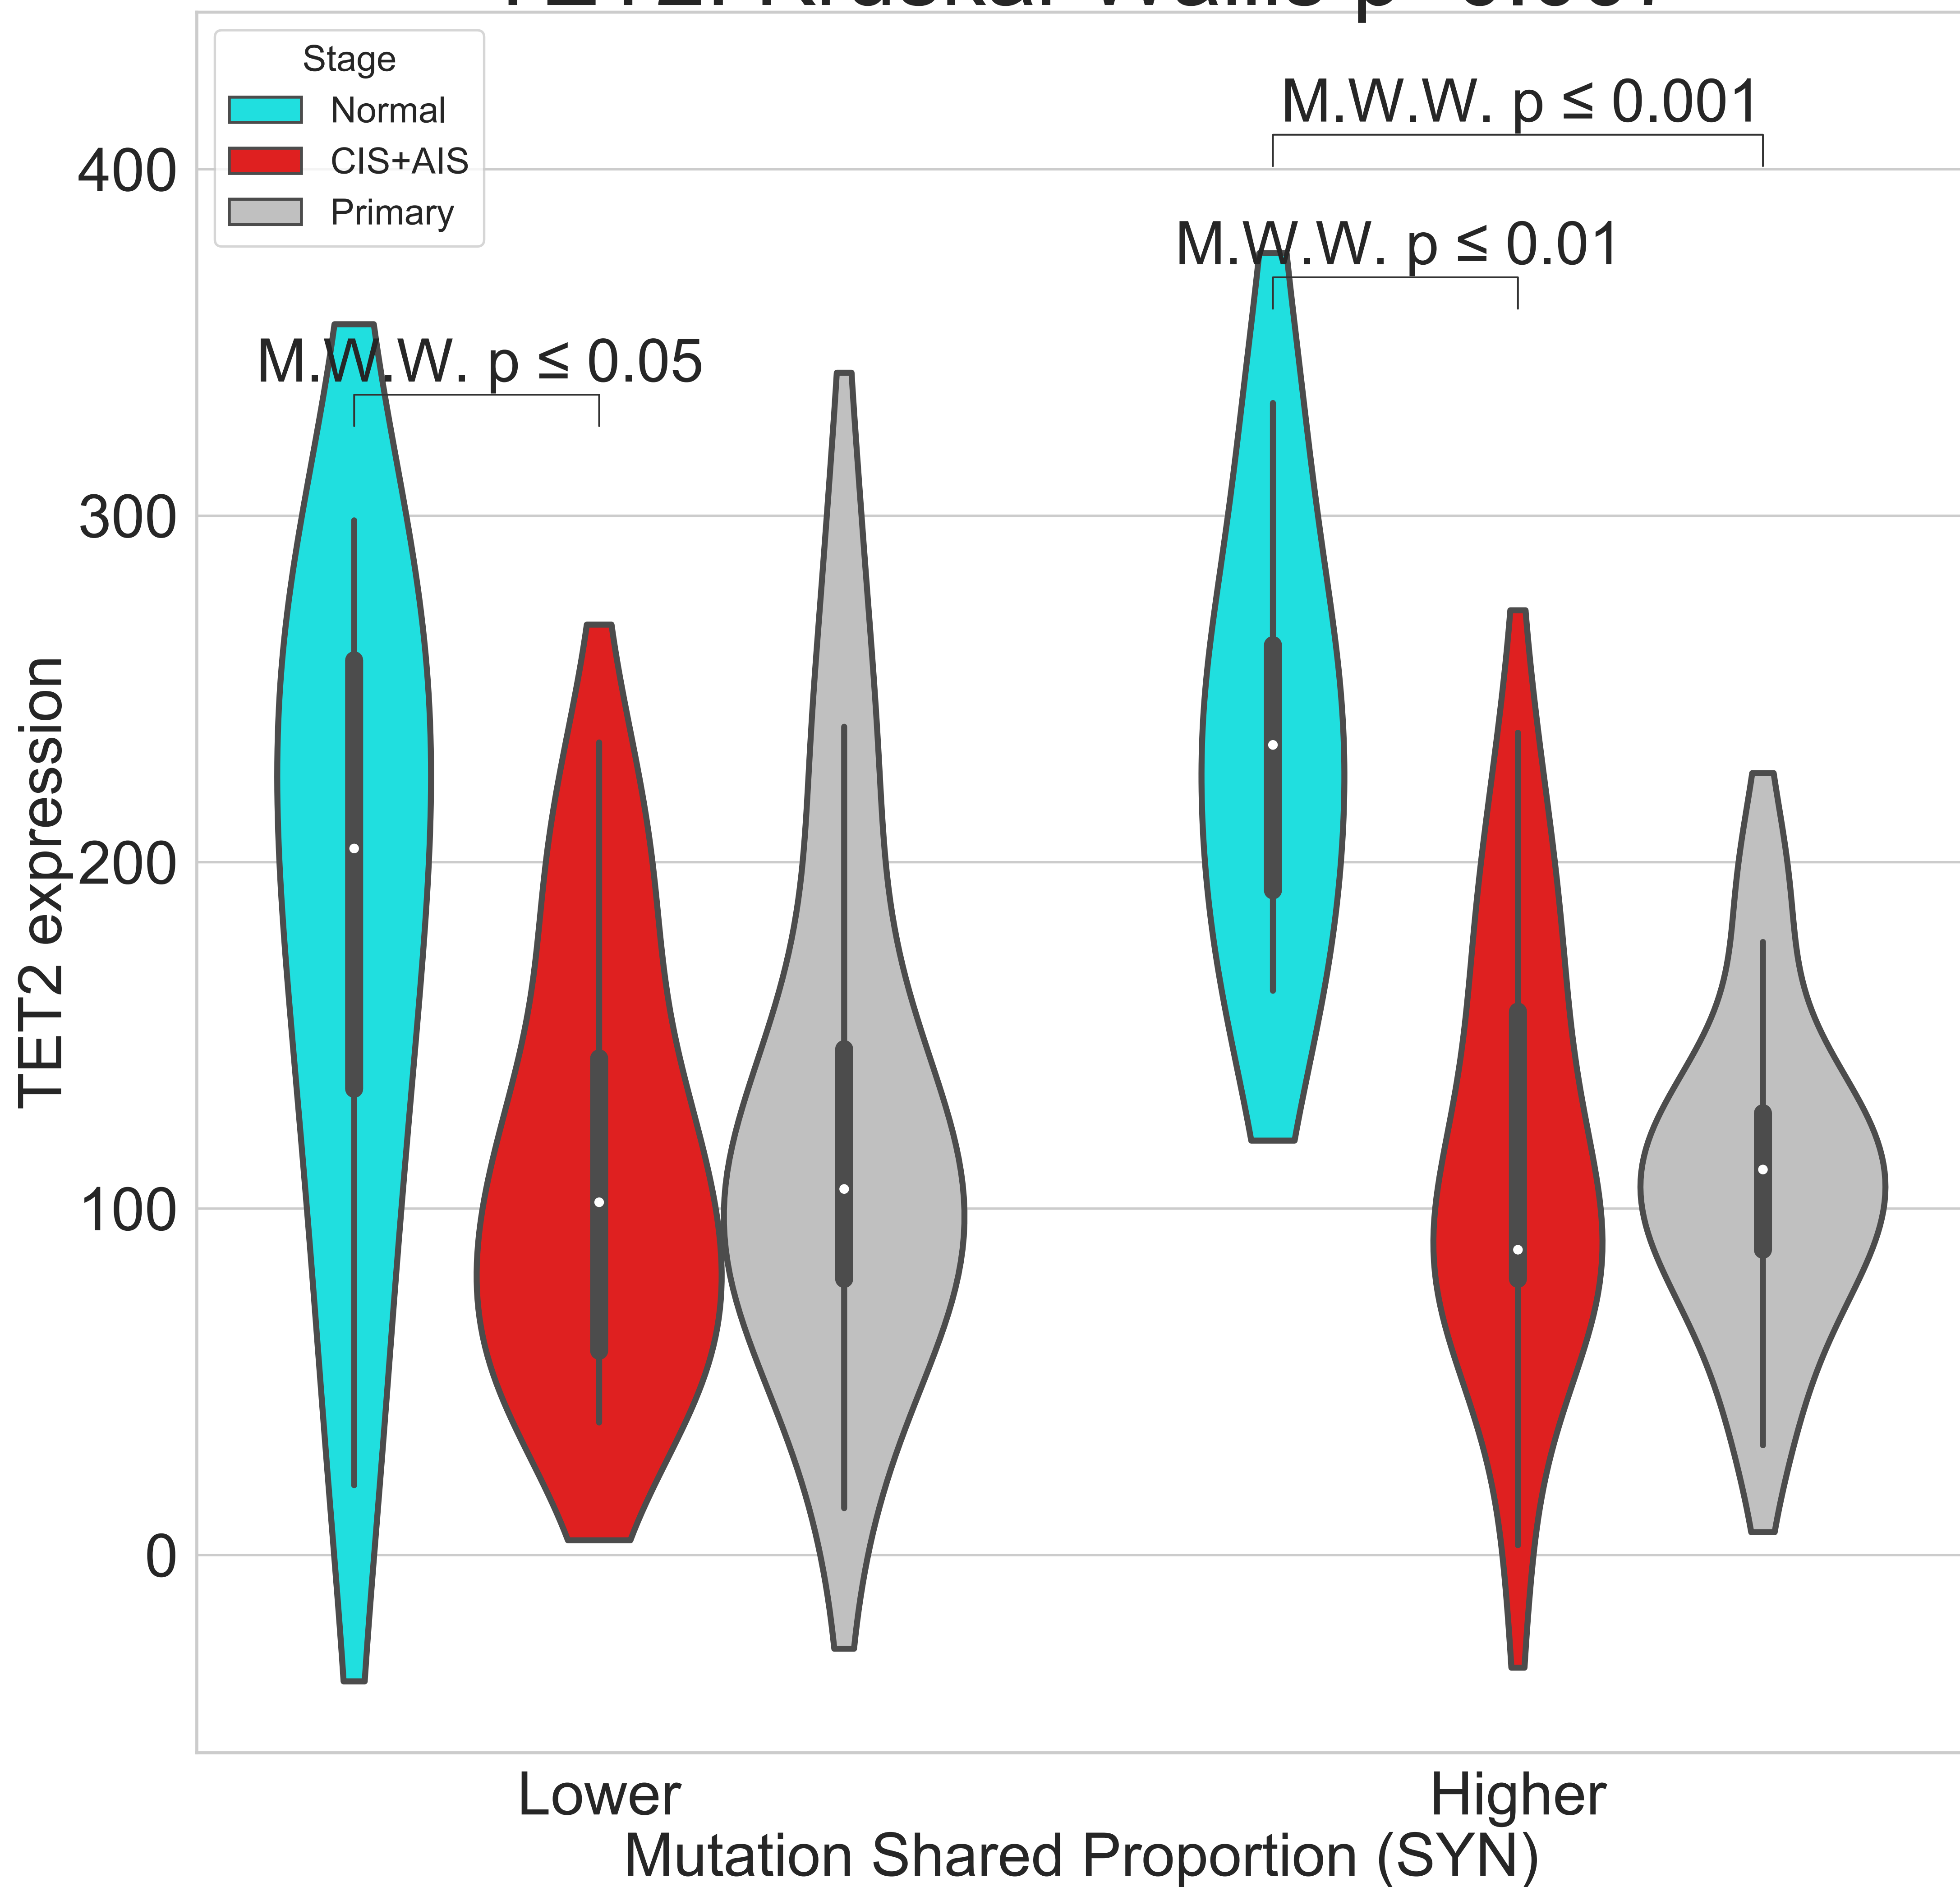 Stage
Normal
CIS+AIS
Primary
M.W.W. p ≤ 0.001
M.W.W. p ≤ 0.01
M.W.W. p ≤ 0.05
400
300
200
100
0
TET2 expression
Lower
Higher
Mutation Shared Proportion (SYN)